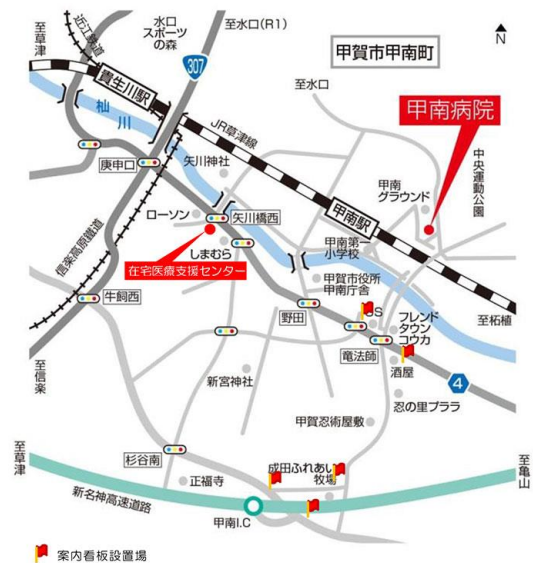 水口
スポーツ
の森
至水口(R1)
307
N
甲賀市甲南町
至草津
近江鉄道
貴生川駅
杣川
JR草津線
至水口
甲南病院
中央運動公園
甲南
グラウンド
庚申口
矢川神社
甲南駅
ローソン
矢川橋西
しまむら
在宅医療支援センター
信楽高原鐵道
甲南第一
小学校
甲賀市役所
甲南庁舎
牛飼西
野田
GS
フレンド
タウン
コウカ
至柘植
竜法師
酒屋
4
至信楽
新宮神社
忍の里プララ
甲賀忍術屋敷
杉谷南
至草津
成田ふれあい
牧場
至亀山
正福寺
新名神高速道路
甲南I.C
案内看板設置場